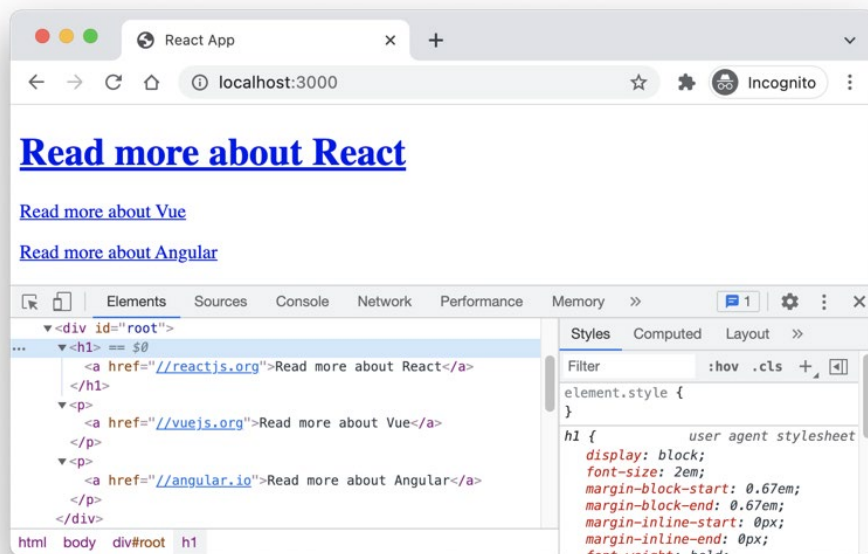 React App
localhost:3000
Incognito
Read more about React
Read more about Vue
Read more about Angular
Elements Sources Console Network Performance Memory » 1
▼<div id="root">
... ▼<h1> == $0
<a href="//reactjs.org">Read more about React</a>
</h1>
▼<p>
<a href="//vuejs.org">Read more about Vue</a>
</p>
▼<p>
<a href="//angular.io">Read more about Angular</a>
</p>
</div>
html body div#root h1
Styles Computed Layout »
Filter :hov .cls +
element.style {
}
h1 { user agent stylesheet
display: block;
font-size: 2em;
margin-block-start: 0.67em;
margin-block-end: 0.67em;
margin-inline-start: 0px;
margin-inline-end: 0px;
font-weight: bold;